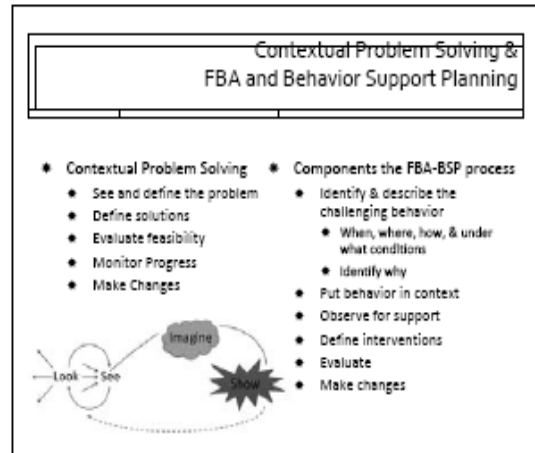 Contextual Problem Solving &
FBA and Behavior Support Planning
Contextual Problem Solving
See and define the problem
Define solutions
Evaluate feasibility
Monitor Progress
Make Changes
Components the FBA-BSP process
Identify & describe the
challenging behavior
When, where, how, & under
what conditions
Identify why
Put behavior in context
Observe for support
Define interventions
Evaluate
Make changes
Imagine
Look
See
Show